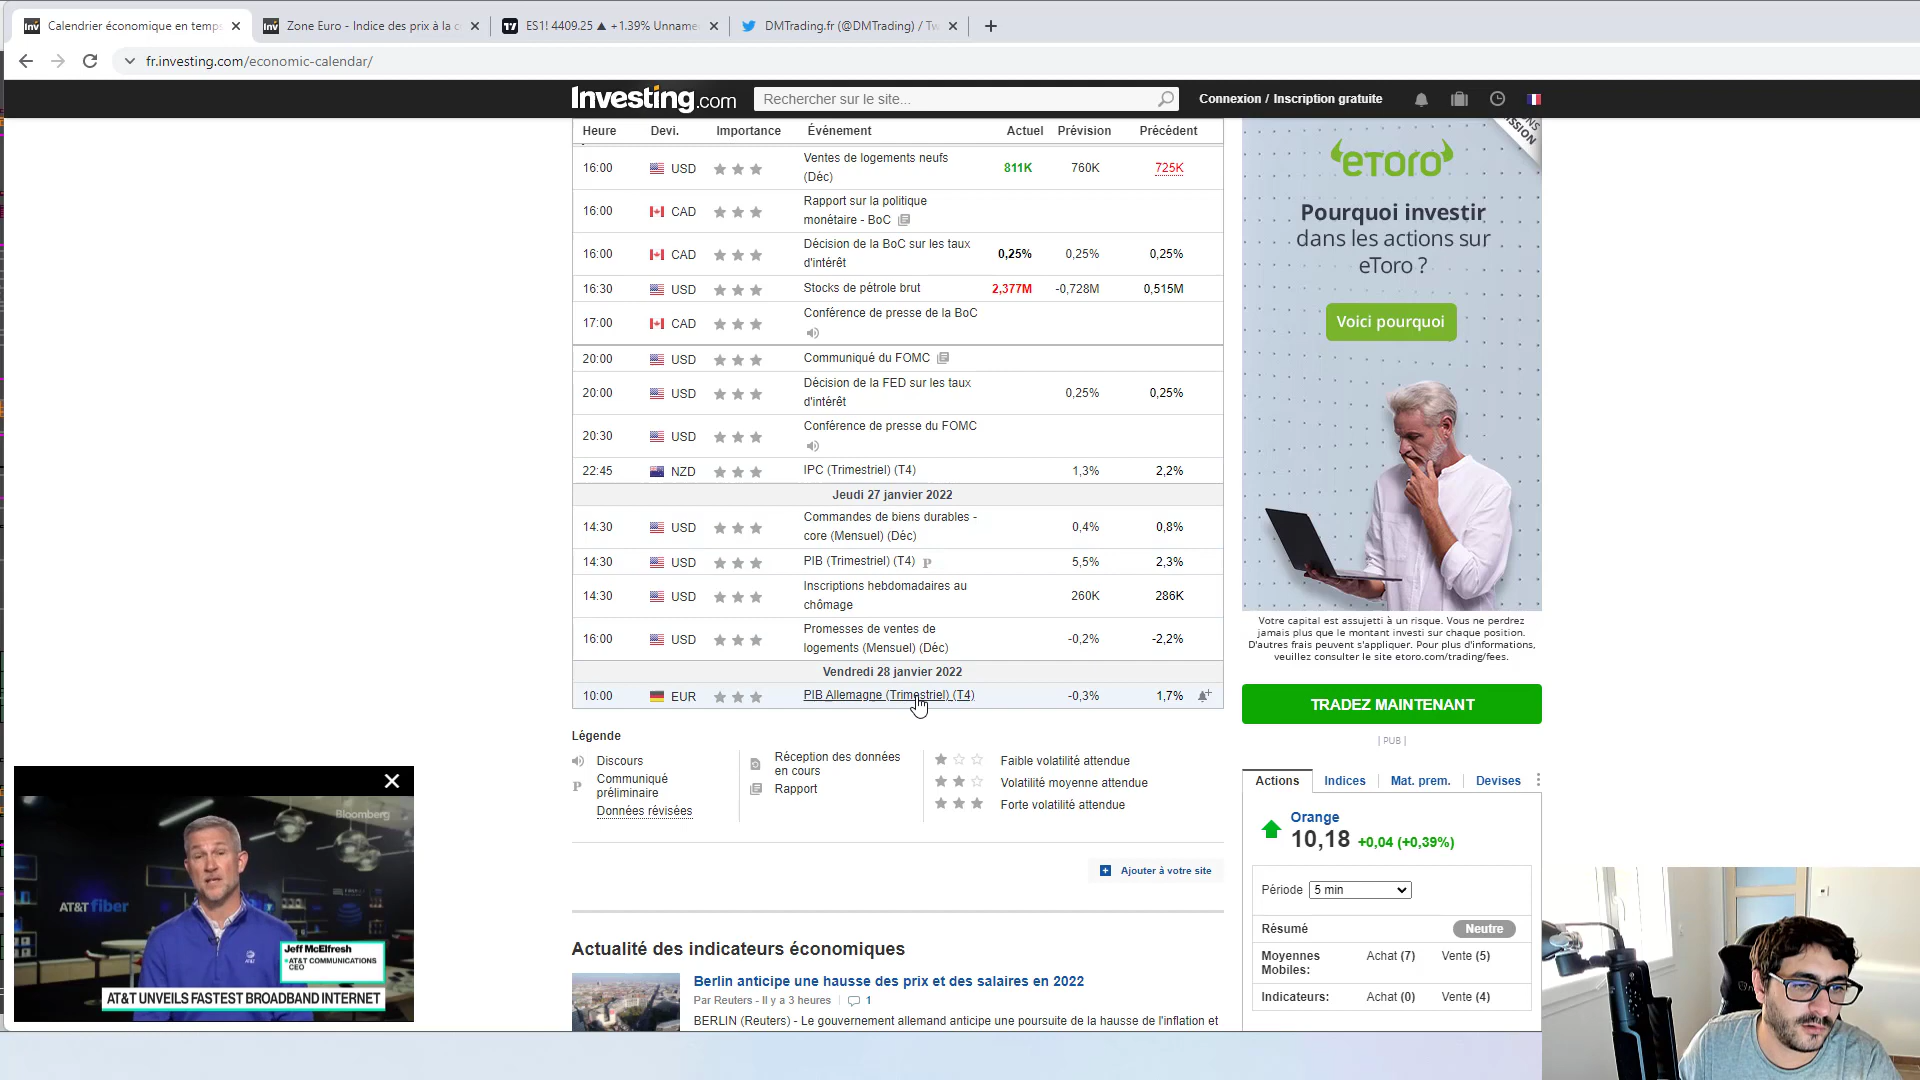 Calendrier économique en temps
Zone Euro - Indice des prix à la c
ES1! 4409.25 ▲ +1.39% Unname
DMTrading.fr (@DMTrading) / Tw
fr.investing.com/economic-calendar/
Investing.com
Rechercher sur le site...
Connexion / Inscription gratuite
Heure Devi. Importance Événement Actuel Prévision Précédent
16:00 USD Ventes de logements neufs (Déc) 811K 760K 725K
16:00 CAD Rapport sur la politique monétaire - BoC
16:00 CAD Décision de la BoC sur les taux d'intérêt 0,25% 0,25% 0,25%
16:30 USD Stocks de pétrole brut 2,377M -0,728M 0,515M
17:00 CAD Conférence de presse de la BoC
20:00 USD Communiqué du FOMC
20:00 USD Décision de la FED sur les taux d'intérêt 0,25% 0,25%
20:30 USD Conférence de presse du FOMC
22:45 NZD IPC (Trimestriel) (T4) 1,3% 2,2%
Jeudi 27 janvier 2022
14:30 USD Commandes de biens durables - core (Mensuel) (Déc) 0,4% 0,8%
14:30 USD PIB (Trimestriel) (T4) P 5,5% 2,3%
14:30 USD Inscriptions hebdomadaires au chômage 260K 286K
16:00 USD Promesses de ventes de logements (Mensuel) (Déc) -0,2% -2,2%
Vendredi 28 janvier 2022
10:00 EUR PIB Allemagne (Trimestriel) (T4) -0,3% 1,7%
Légende
Discours
P Communiqué préliminaire
Données révisées
Réception des données en cours
Rapport
Faible volatilité attendue
Volatilité moyenne attendue
Forte volatilité attendue
Ajouter à votre site
Actualité des indicateurs économiques
Berlin anticipe une hausse des prix et des salaires en 2022
Par Reuters - Il y a 3 heures 1
BERLIN (Reuters) - Le gouvernement allemand anticipe une poursuite de la hausse de l'inflation et
eToro
Pourquoi investir
dans les actions sur
eToro ?
Voici pourquoi
Votre capital est assujetti à un risque. Vous ne perdrez
jamais plus que le montant investi sur chaque position.
D'autres frais peuvent s'appliquer. Pour plus d'informations,
veuillez consulter le site etoro.com/trading/fees.
TRADEZ MAINTENANT
| PUB |
Actions Indices Mat. prem. Devises
Orange
10,18 +0,04 (+0,39%)
Période 5 min
Résumé Neutre
Moyennes Mobiles: Achat (7) Vente (5)
Indicateurs: Achat (0) Vente (4)
Bloomberg
AT&T fiber
Jeff McElfresh
AT&T COMMUNICATIONS
CEO
AT&T UNVEILS FASTEST BROADBAND INTERNET